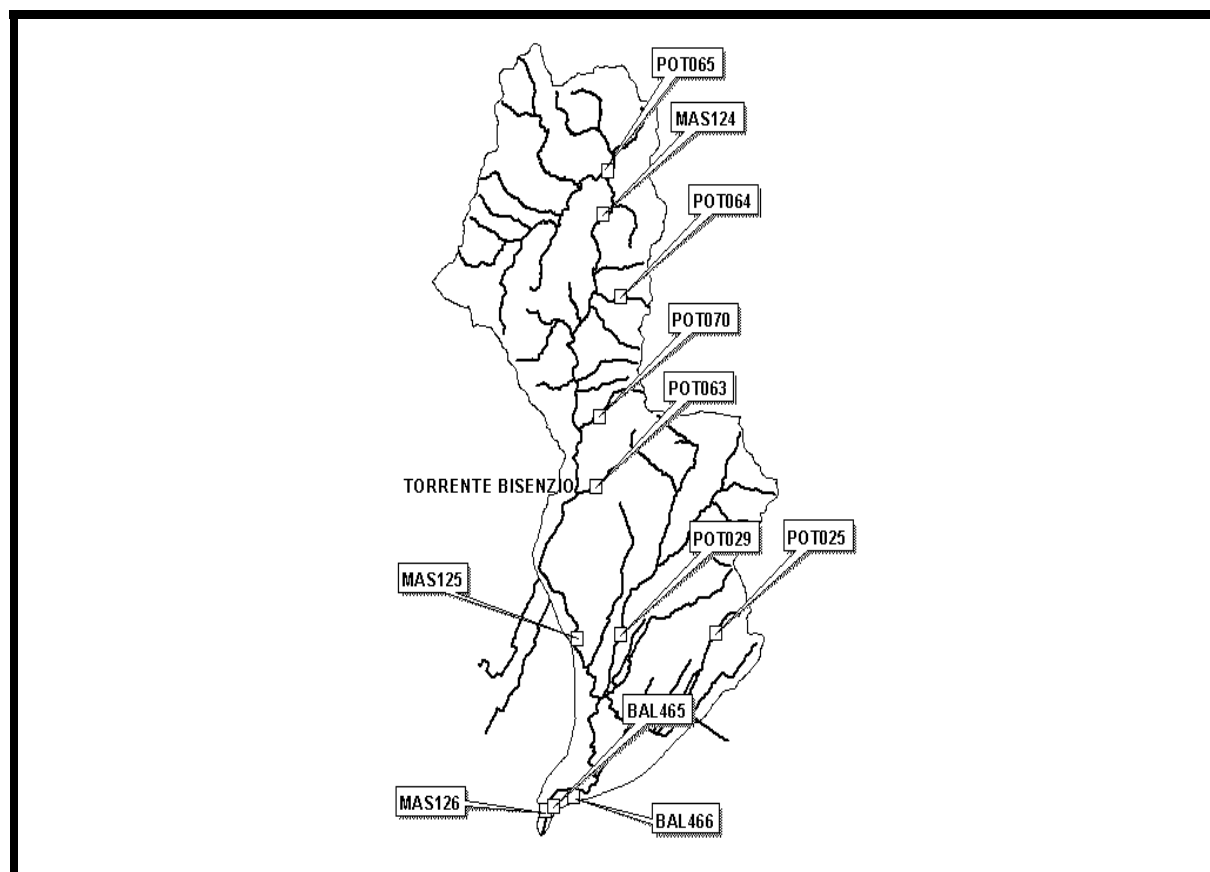 POT065
MAS124
POT064
POT070
POT063
TORRENTE BISENZIO
POT029
POT025
MAS125
BAL465
MAS126
BAL466